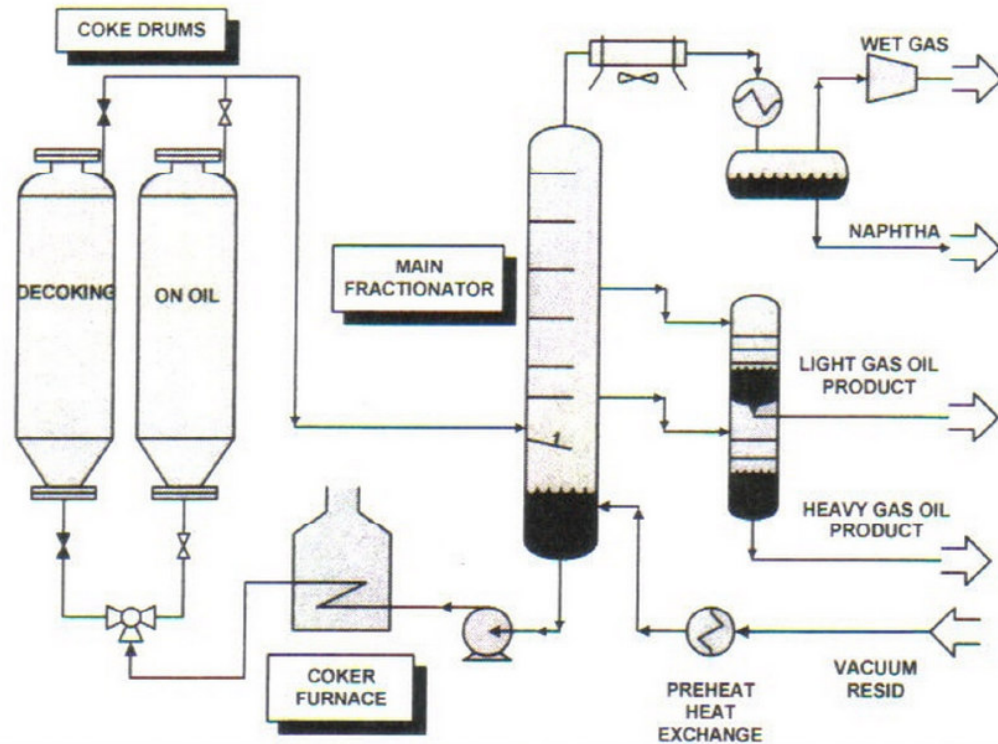 COKE DRUMS
WET GAS
NAPHTHA
DECOKING
ON OIL
MAIN
FRACTIONATOR
LIGHT GAS OIL
PRODUCT
HEAVY GAS OIL
PRODUCT
COKER
FURNACE
PREHEAT
HEAT
EXCHANGE
VACUUM
RESID